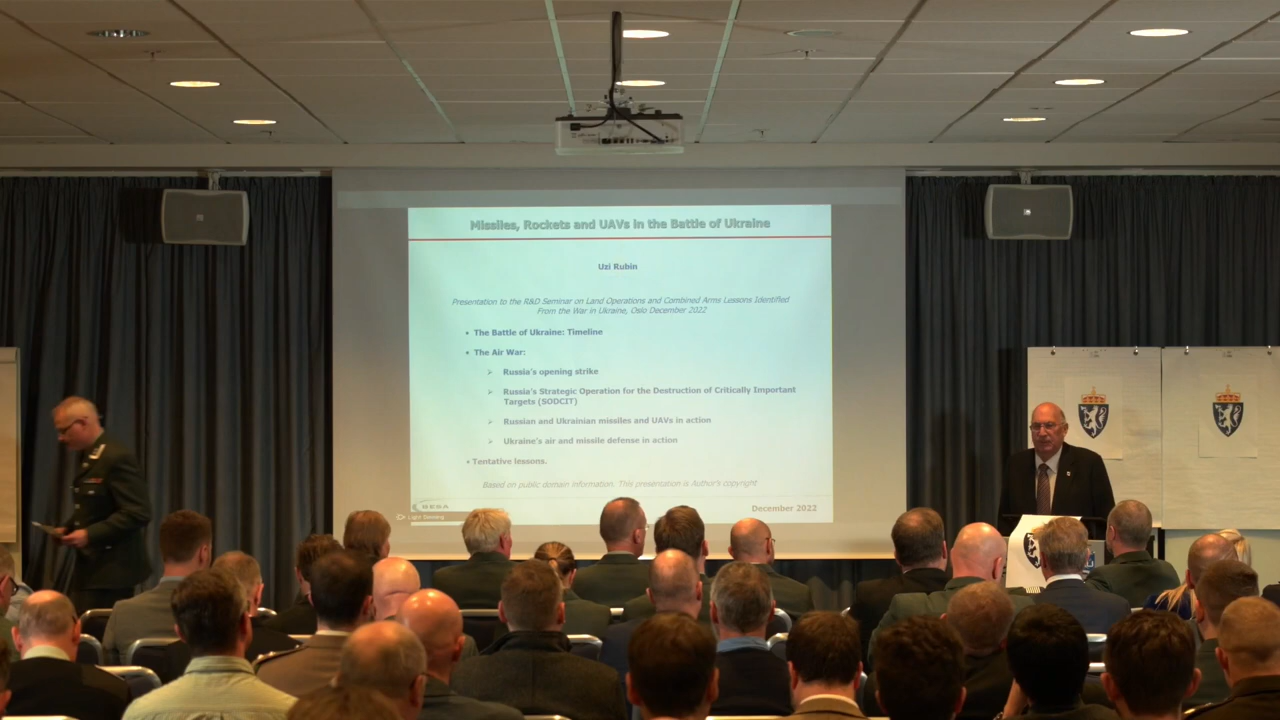 Missiles, Rockets and UAVs in the Battle of Ukraine
Uzi Rubin
Presentation to the R&D Seminar on Land Operations and Combined Arms Lessons Identified
From the War in Ukraine, Oslo December 2022
• The Battle of Ukraine: Timeline
• The Air War:
➢ Russia's opening strike
➢ Russia's Strategic Operation for the Destruction of Critically Important
Targets (SODCIT)
➢ Russian and Ukrainian missiles and UAVs in action
➢ Ukraine's air and missile defense in action
• Tentative lessons.
Based on public domain information. This presentation is Author's copyright
RESA
December 2022